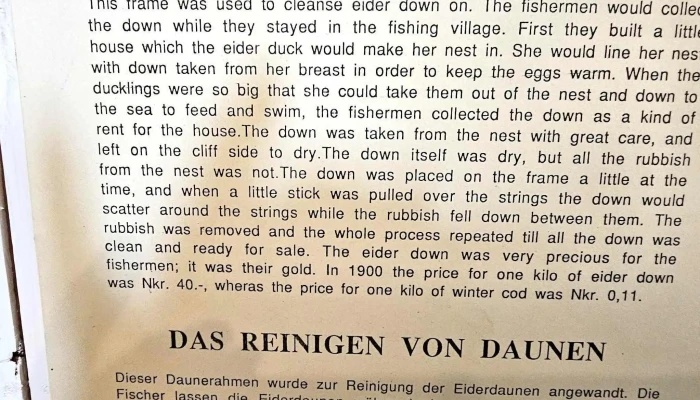 This frame was used to cleanse eider down on. The fishermen would collec
the down while they stayed in the fishing village. First they built a little
house which the eider duck would make her nest in. She would line her nes
with down taken from her breast in order to keep the eggs warm. When the
ducklings were so big that she could take them out of the nest and down to
the sea to feed and swim, the fishermen collected the down as a kind of
rent for the house.The down was taken from the nest with great care, and
left on the cliff side to dry.The down itself was dry, but all the rubbish
from the nest was not.The down was placed on the frame a little at the
time, and when a little stick was pulled over the strings the down would
scatter around the strings while the rubbish fell down between them. The
rubbish was removed and the whole process repeated till all the down was
clean and ready for sale. The eider down was very precious for the
fishermen; it was their gold. In 1900 the price for one kilo of eider down
was Nkr. 40.-, wheras the price for one kilo of winter cod was Nkr. 0,11.
DAS REINIGEN VON DAUNEN
Dieser Daunerahmen wurde zur Reinigung der Eiderdaunen angewandt. Die
Fischer lassen die Eiderdaunen